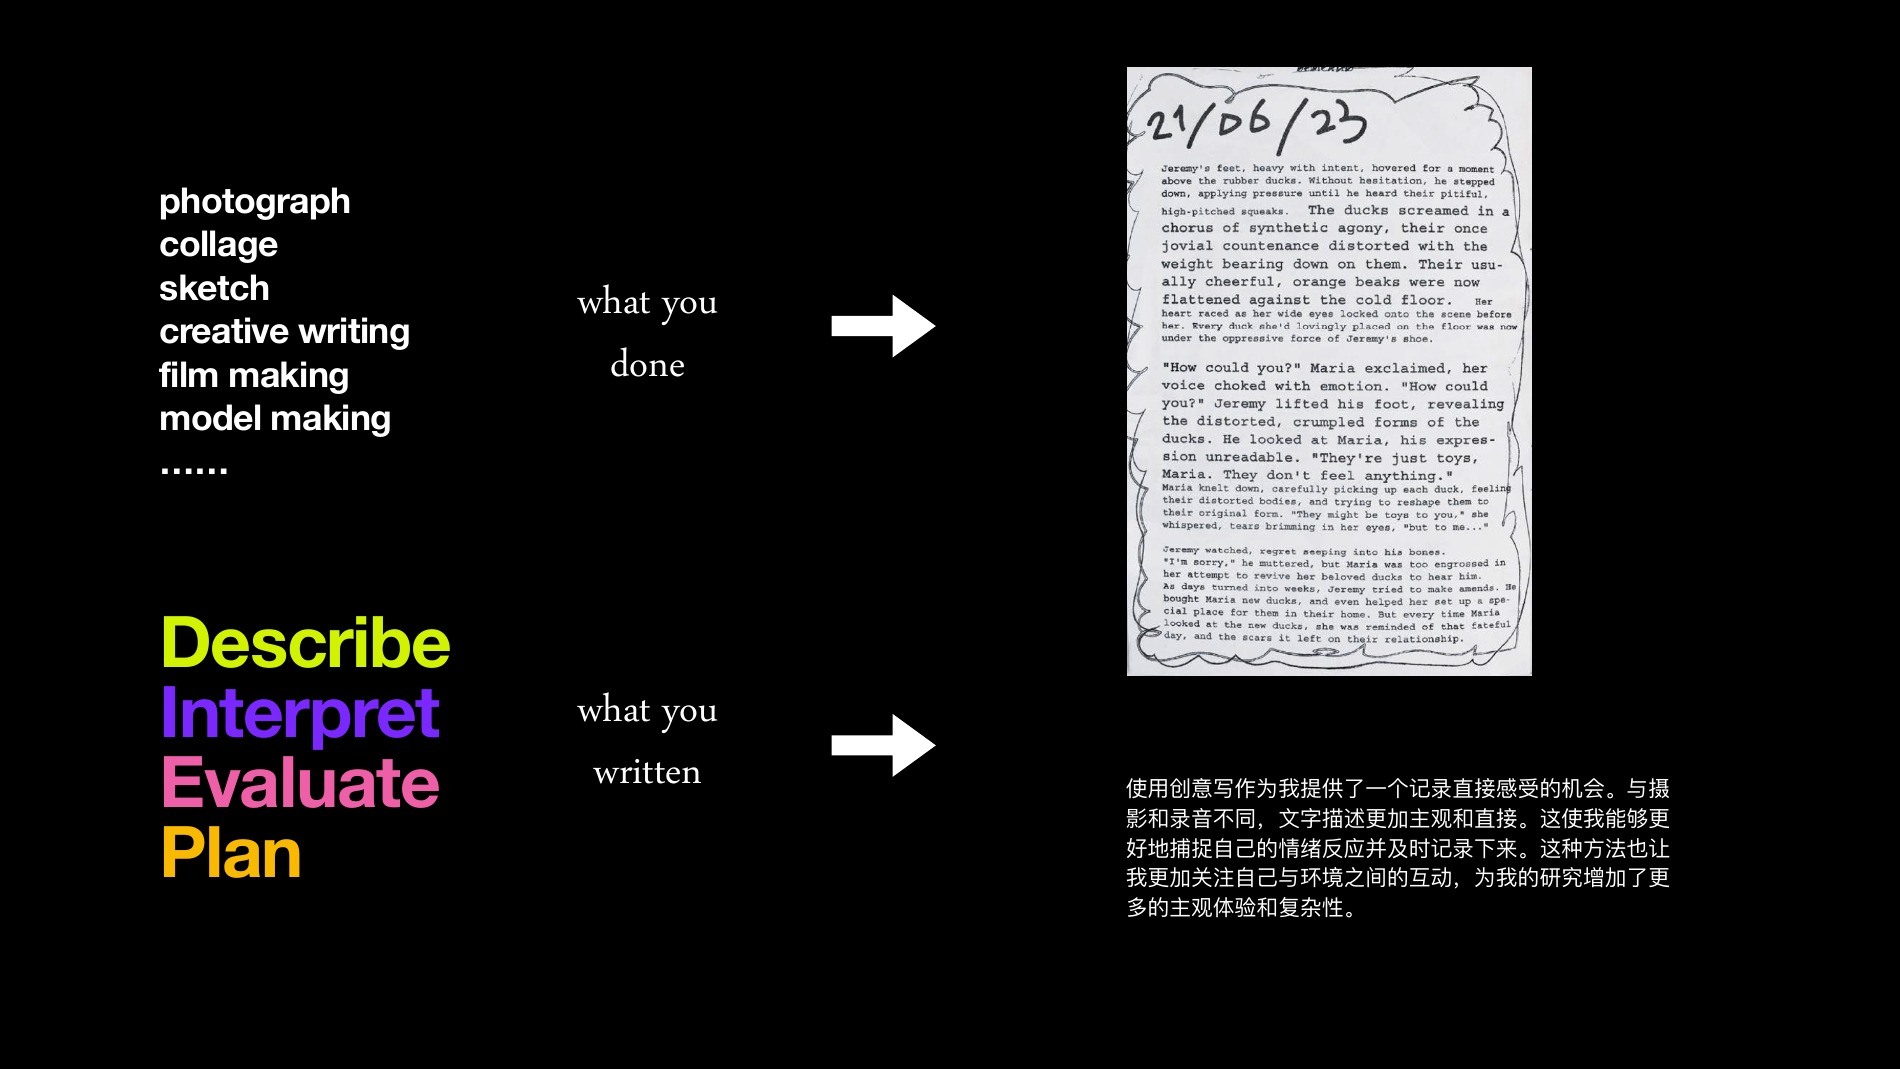 photograph
collage
sketch
creative writing
film making
model making
......
what you
done
Describe
Interpret
Evaluate
Plan
what you
written
21/06/23
Jeremy's feet, heavy with intent, hovered for a moment
above the rubber ducks. Without hesitation, he stepped
down, applying pressure until he heard their pitiful,
high-pitched squeaks. The ducks screamed in a
chorus of synthetic agony, their once
jovial countenance distorted with the
weight bearing down on them. Their usu-
ally cheerful, orange beaks were now
flattened against the cold floor. Her
heart raced as her wide eyes locked onto the scene before
her. Every duck she'd lovingly placed on the floor was now
under the oppressive force of Jeremy's shoe.
"How could you?" Maria exclaimed, her
voice choked with emotion. "How could
you?" Jeremy lifted his foot, revealing
the distorted, crumpled forms of the
ducks. He looked at Maria, his expres-
sion unreadable. "They're just toys,
Maria. They don't feel anything."
Maria knelt down, carefully picking up each duck, feeling
their distorted bodies, and trying to reshape them to
their original form. "They might be toys to you," she
whispered, tears brimming in her eyes, "but to me..."
Jeremy watched, regret seeping into his bones.
"I'm sorry," he muttered, but Maria was too engrossed in
her attempt to revive her beloved ducks to hear him.
As days turned into weeks, Jeremy tried to make amends. He
bought Maria new ducks, and even helped her set up a spe-
cial place for them in their home. But every time Maria
looked at the new ducks, she was reminded of that fateful
day, and the scars it left on their relationship.
使用创意写作为我提供了一个记录直接感受的机会。与摄
影和录音不同，文字描述更加主观和直接。这使我能够更
好地捕捉自己的情绪反应并及时记录下来。这种方法也让
我更加关注自己与环境之间的互动，为我的研究增加了更
多的主观体验和复杂性。